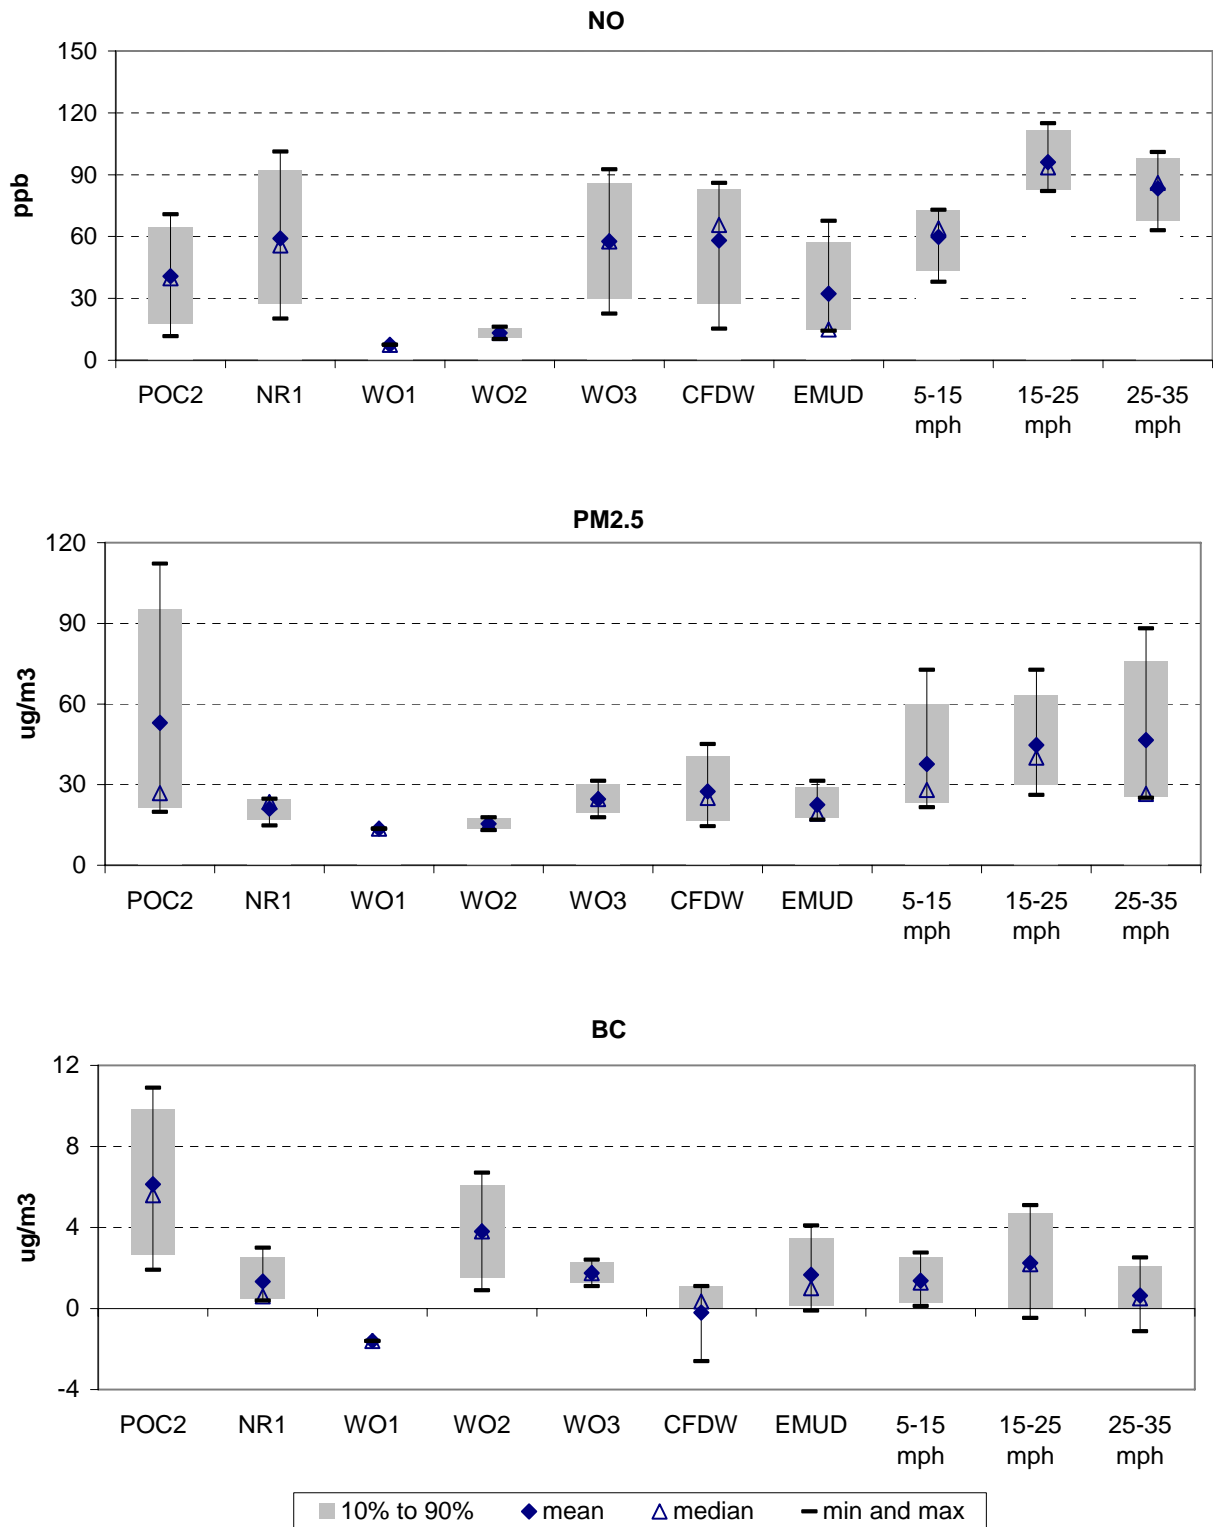 NO
150
120
90
60
30
0
ppb
POC2 NR1 WO1 WO2 WO3 CFDW EMUD 5-15 15-25 25-35
mph mph mph
PM2.5
120
90
60
30
0
ug/m3
POC2 NR1 WO1 WO2 WO3 CFDW EMUD 5-15 15-25 25-35
mph mph mph
BC
12
8
4
0
-4
ug/m3
POC2 NR1 WO1 WO2 WO3 CFDW EMUD 5-15 15-25 25-35
mph mph mph
10% to 90% mean median min and max